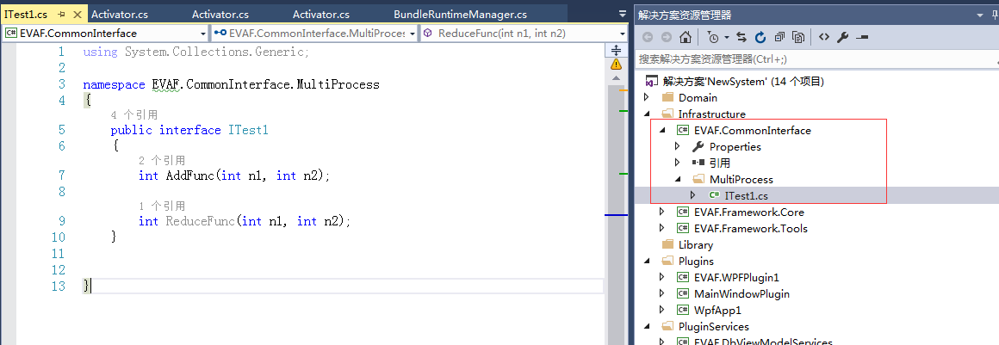 ITest1.cs
Activator.cs
Activator.cs
Activator.cs
BundleRuntimeManager.cs
EVAF.CommonInterface
EVAF.CommonInterface.MultiProces
ReduceFunc(int n1, int n2)
1 using System.Collections.Generic;
2
3 namespace EVAF.CommonInterface.MultiProcess
4 {
4 个引用
5 public interface ITest1
6 {
2 个引用
7 int AddFunc(int n1, int n2);
8
1 个引用
9 int ReduceFunc(int n1, int n2);
10 }
11
12
13 }
解决方案资源管理器
搜索解决方案资源管理器(Ctrl+;)
解决方案'NewSystem' (14 个项目)
Domain
Infrastructure
C# EVAF.CommonInterface
Properties
引用
MultiProcess
C# ITest1.cs
C# EVAF.Framework.Core
C# EVAF.Framework.Tools
Library
Plugins
C# EVAF.WPFPlugin1
C# MainWindowPlugin
C# WpfApp1
PluginServices
EVAF.DbViewModelServices